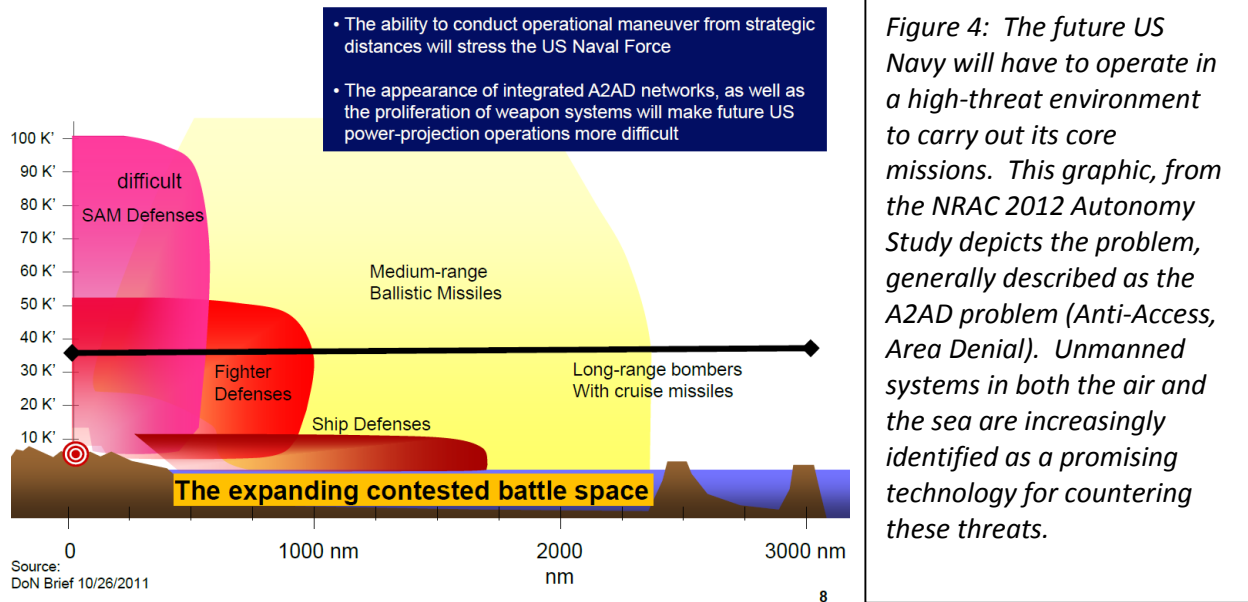 • The ability to conduct operational maneuver from strategic
distances will stress the US Naval Force
• The appearance of integrated A2AD networks, as well as
the proliferation of weapon systems will make future US
power-projection operations more difficult
100 K'
90 K'
80 K'
70 K'
60 K'
50 K'
40 K'
30 K'
20 K'
10 K'
difficult
SAM Defenses
Medium-range
Ballistic Missiles
Fighter
Defenses
Long-range bombers
With cruise missiles
Ship Defenses
The expanding contested battle space
0
1000 nm
2000
nm
3000 nm
Source:
DoN Brief 10/26/2011
8
Figure 4:  The future US
Navy will have to operate in
a high-threat environment
to carry out its core
missions.  This graphic, from
the NRAC 2012 Autonomy
Study depicts the problem,
generally described as the
A2AD problem (Anti-Access,
Area Denial).  Unmanned
systems in both the air and
the sea are increasingly
identified as a promising
technology for countering
these threats.